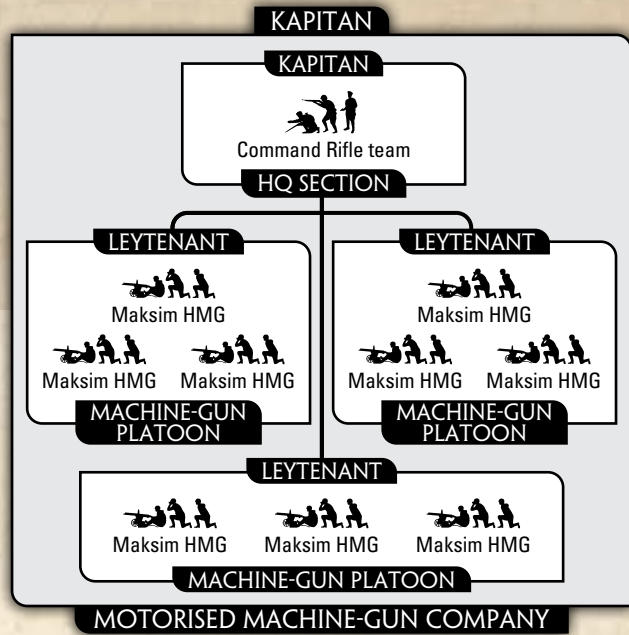 KAPITAN
KAPITAN
Command Rifle team
HQ SECTION
LEYTENANT
Maksim HMG
Maksim HMG Maksim HMG
MACHINE-GUN
PLATOON
LEYTENANT
Maksim HMG
Maksim HMG Maksim HMG
MACHINE-GUN
PLATOON
LEYTENANT
Maksim HMG Maksim HMG Maksim HMG
MACHINE-GUN PLATOON
MOTORISED MACHINE-GUN COMPANY